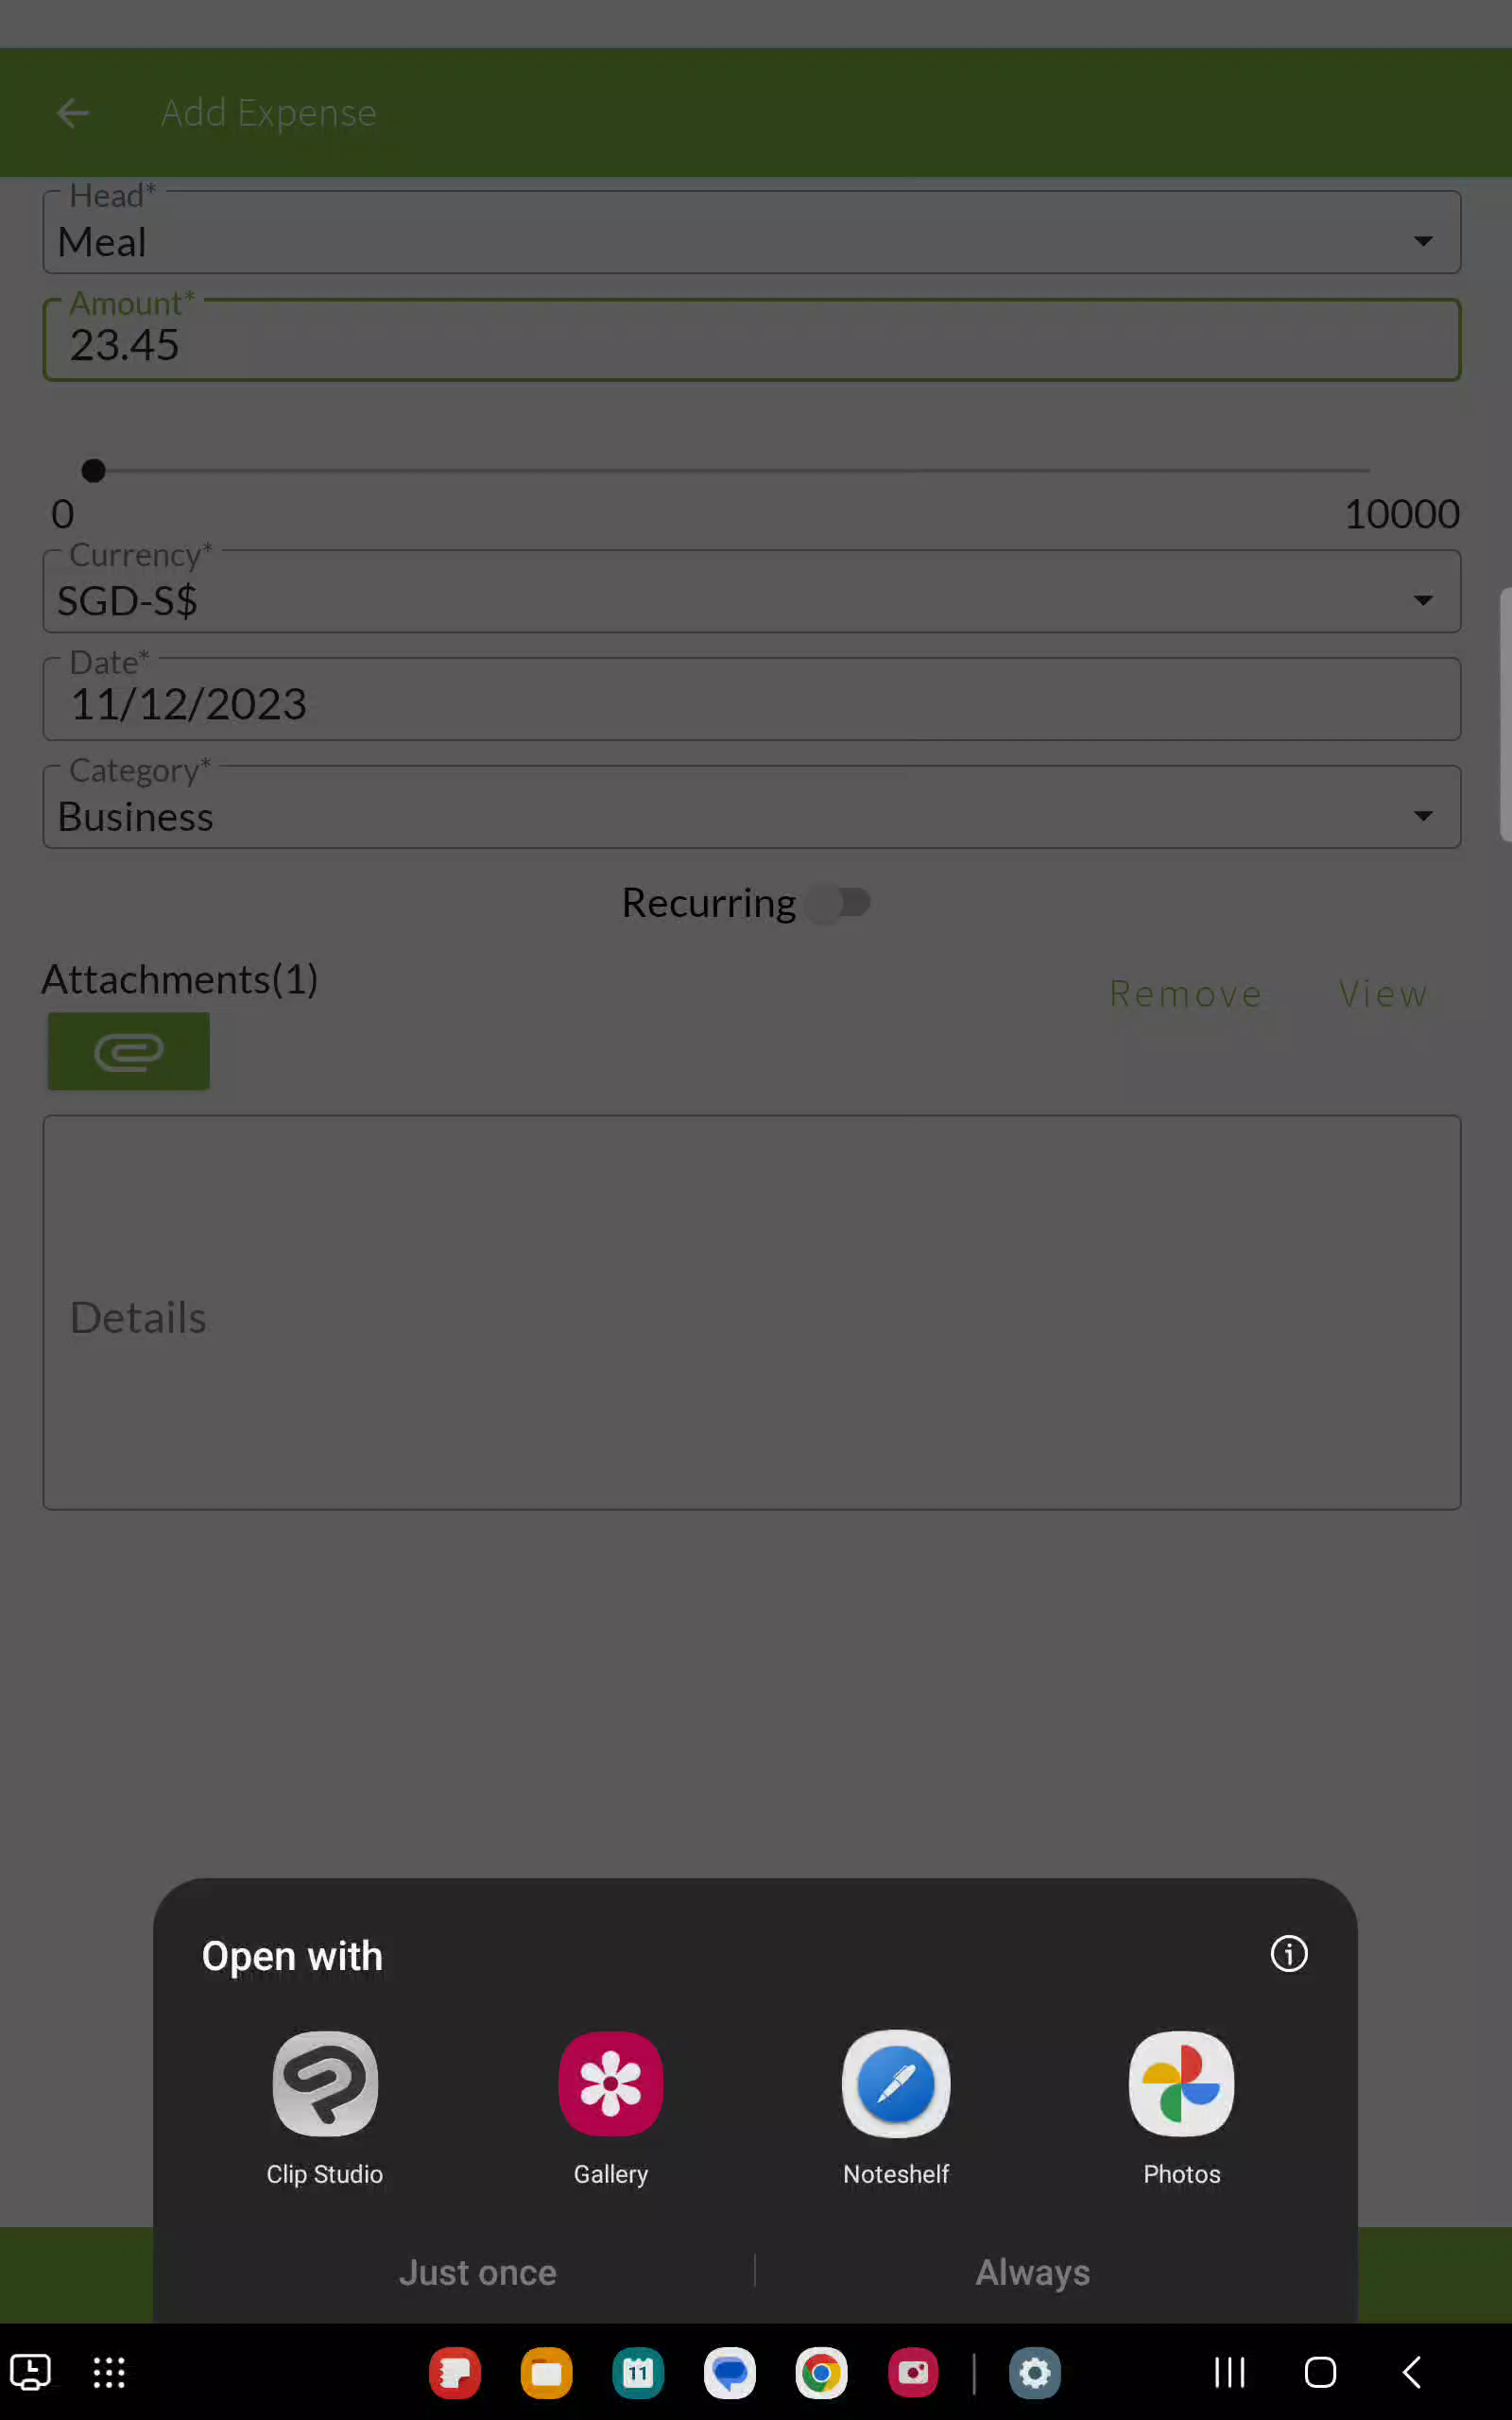 Add Expense
Head*
Meal
Amount*
23.45
0
10000
Currency*
SGD-S$
Date*
11/12/2023
Category*
Business
Recurring
Attachments(1)
Remove
View
Details
Open with
Clip Studio
Gallery
Noteshelf
Photos
Just once
Always
11